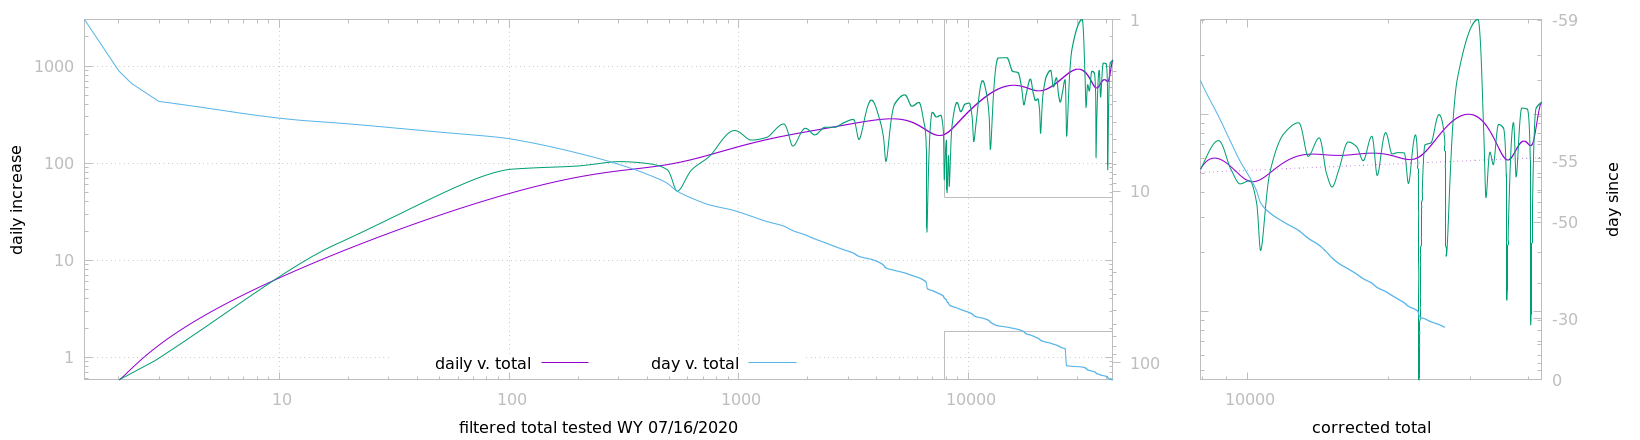 daily increase
1000
100
10
1
10
100
1000
10000
filtered total tested WY 07/16/2020
daily v. total
day v. total
1
10
100
10000
corrected total
-59
-55
-50
-30
0
day since